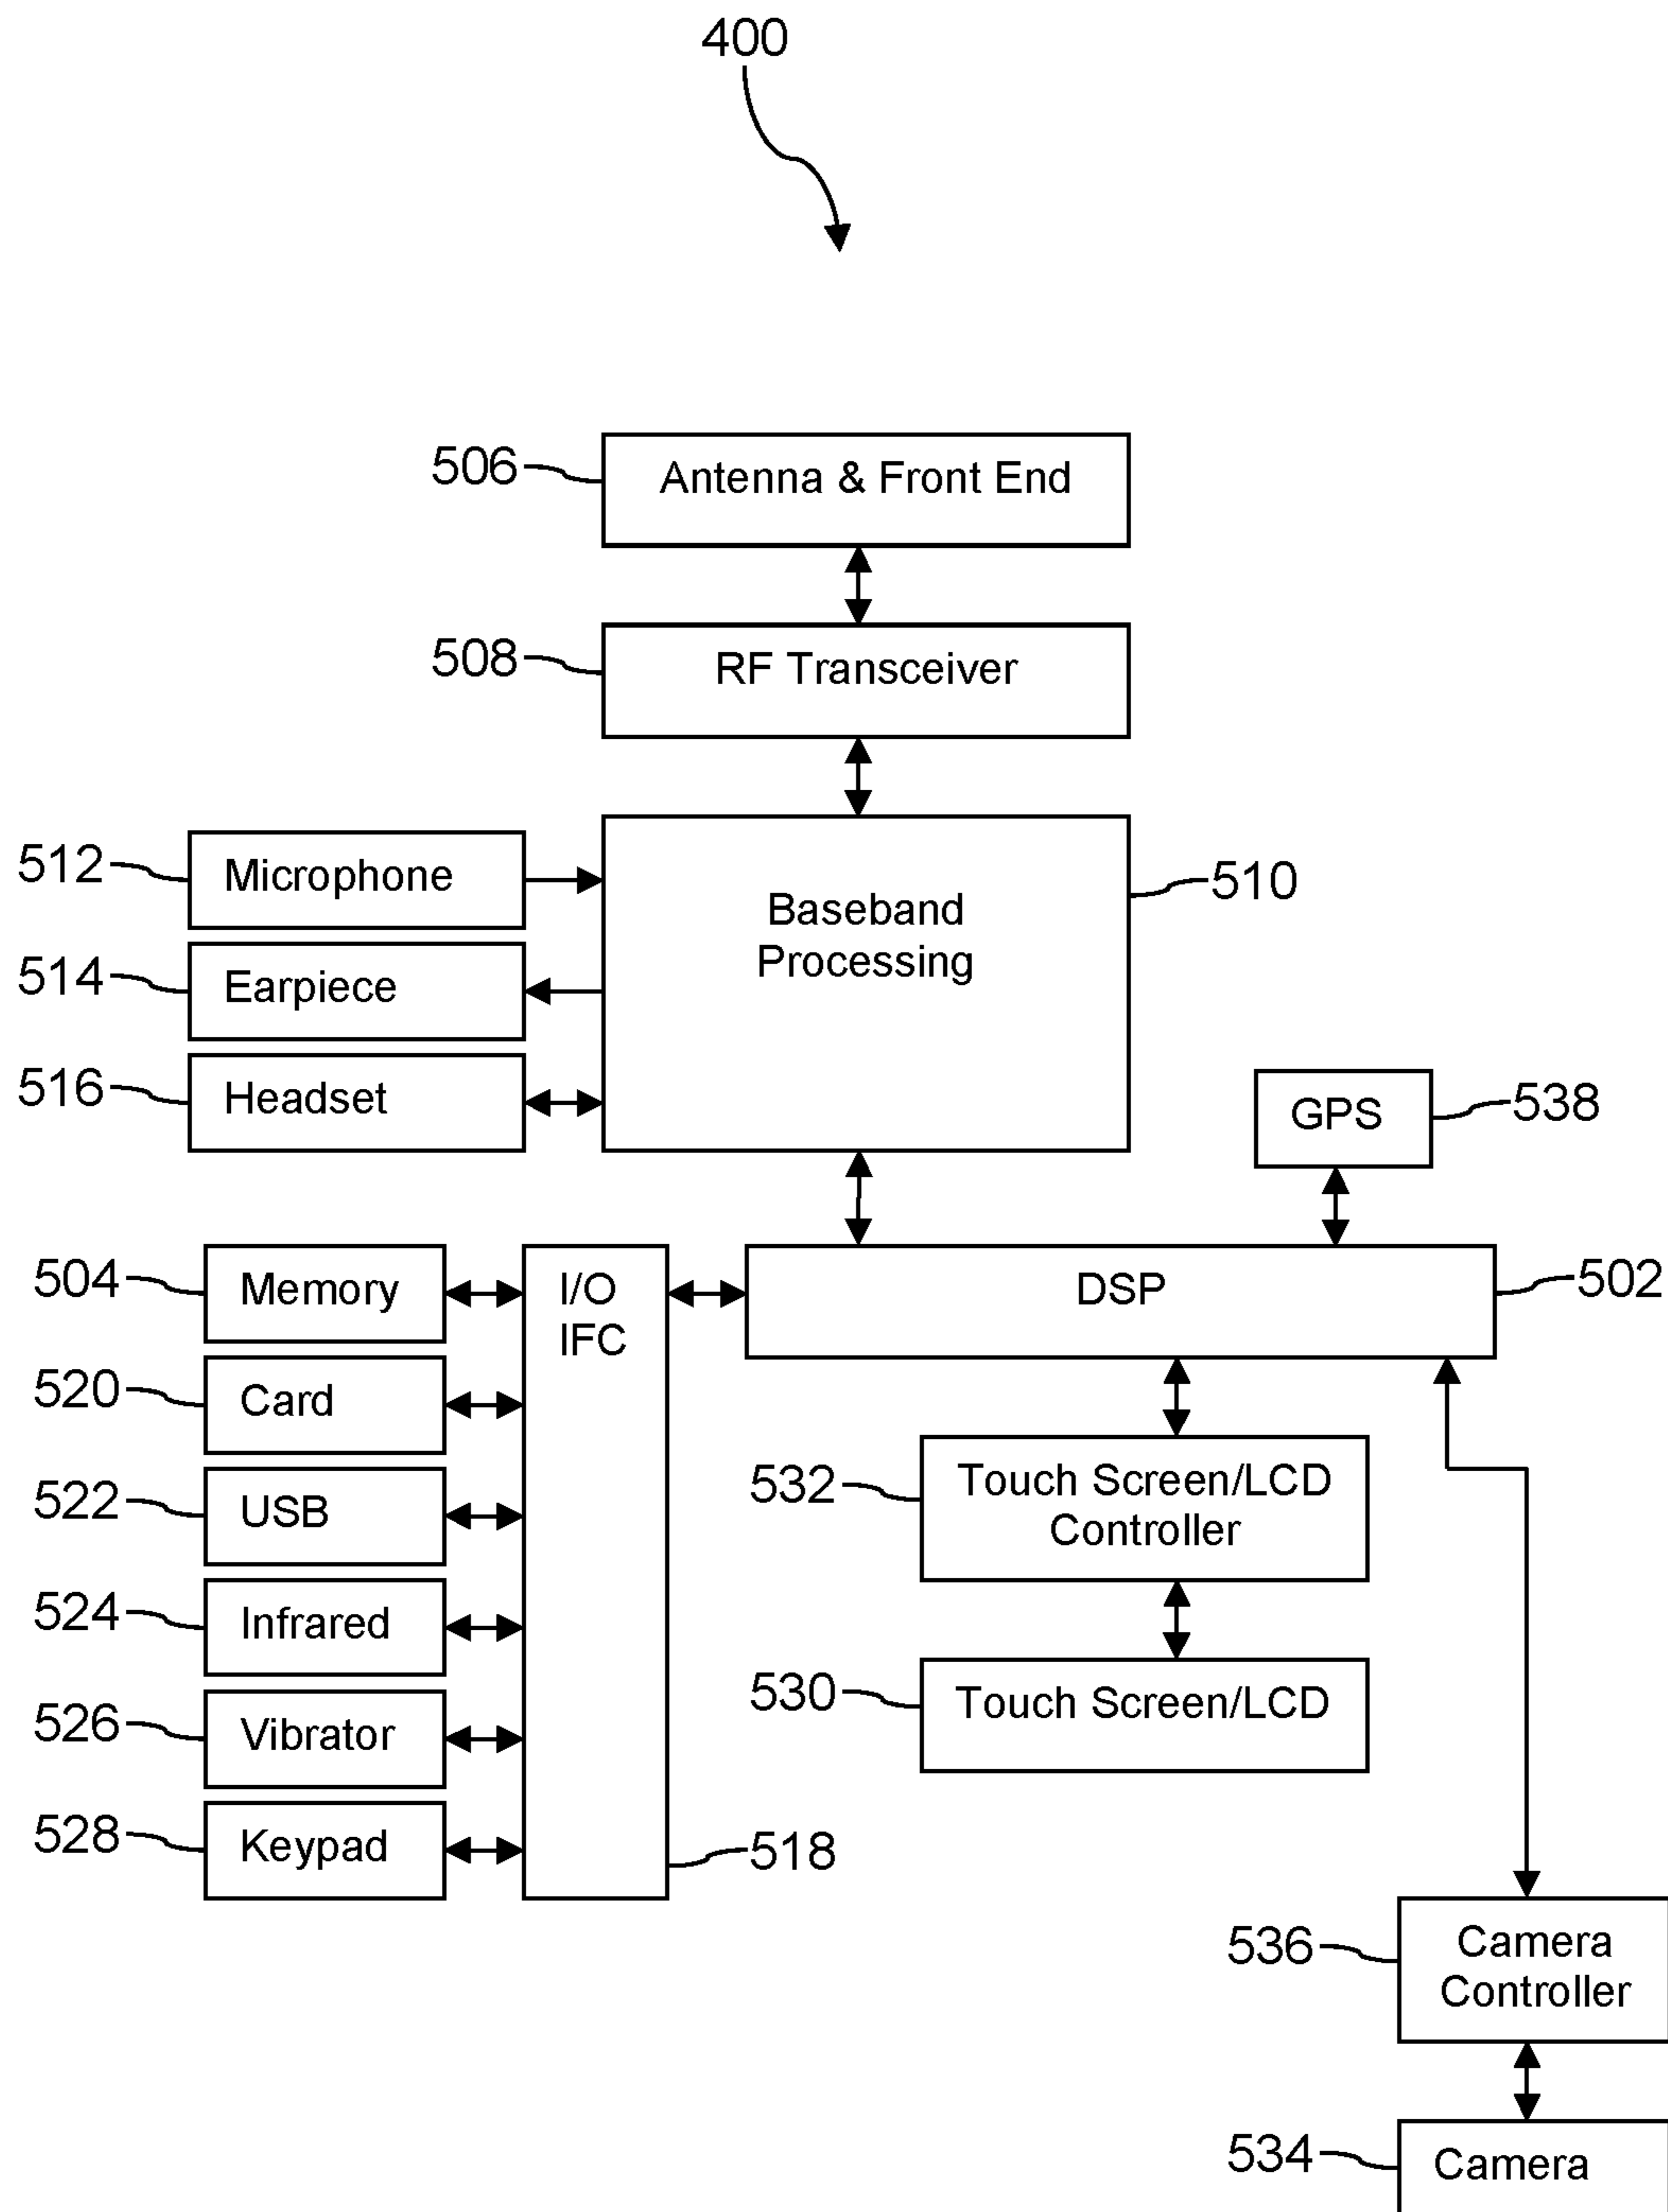 400
506
Antenna & Front End
508
RF Transceiver
512
Microphone
514
Earpiece
516
Headset
Baseband
Processing
510
GPS
538
504
Memory
520
Card
522
USB
524
Infrared
526
Vibrator
528
Keypad
I/O
IFC
518
DSP
502
532
Touch Screen/LCD
Controller
530
Touch Screen/LCD
536
Camera
Controller
534
Camera